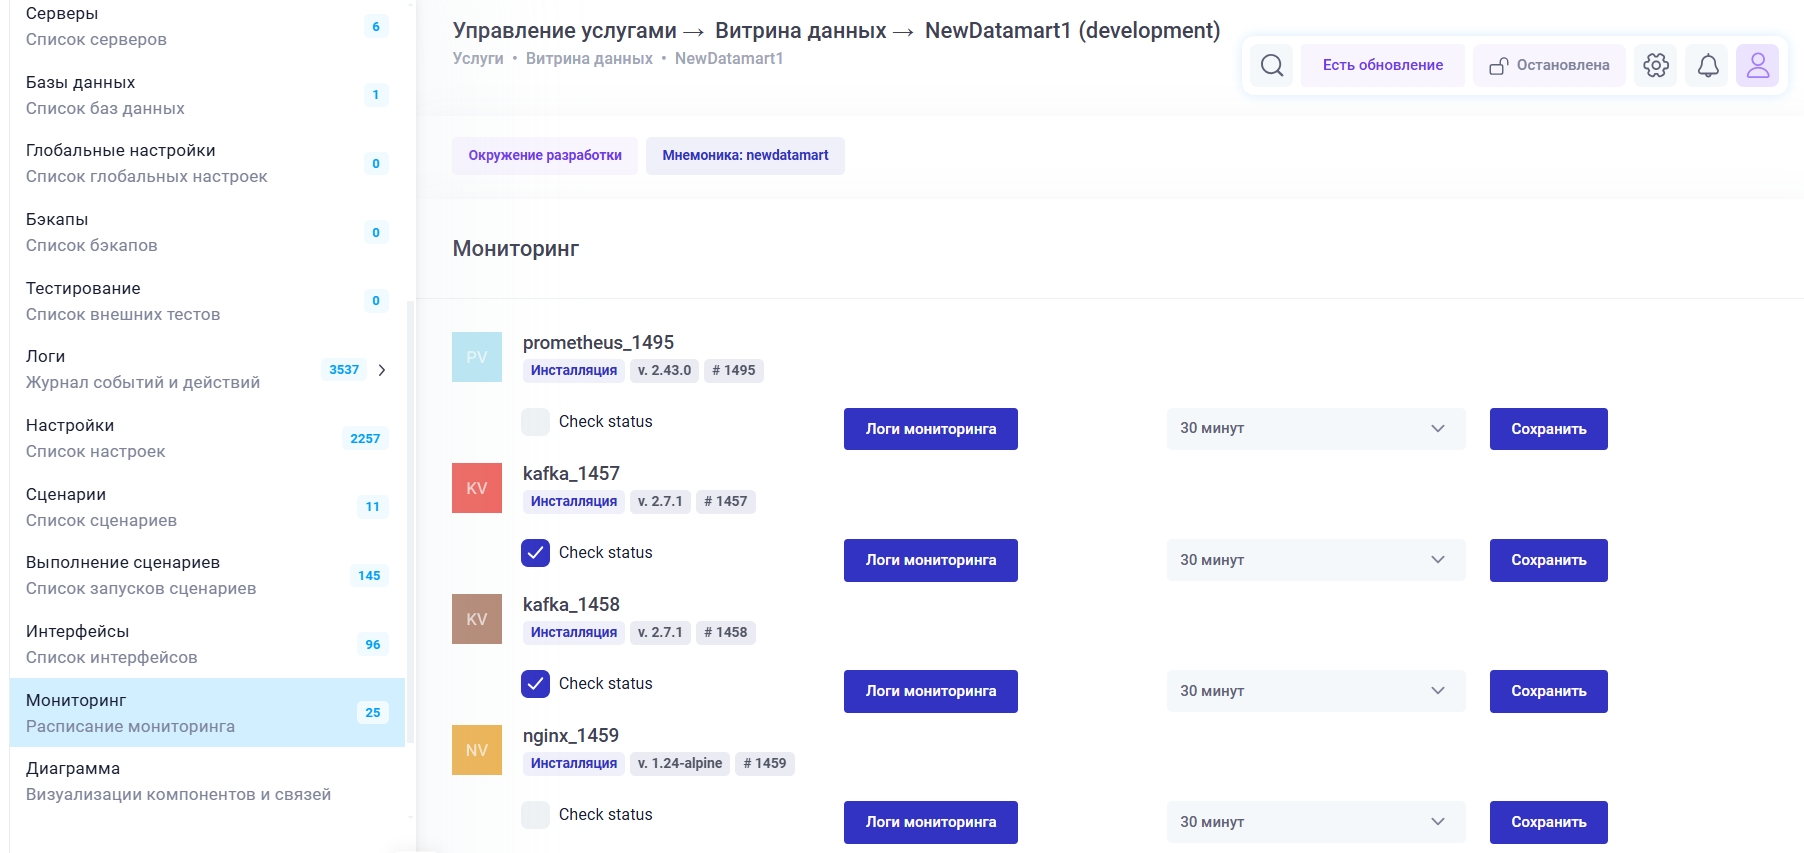 Серверы
Список серверов
6
Базы данных
Список баз данных
1
Глобальные настройки
Список глобальных настроек
0
Бэкапы
Список бэкапов
0
Тестирование
Список внешних тестов
0
Логи
Журнал событий и действий
3537
Настройки
Список настроек
2257
Сценарии
Список сценариев
11
Выполнение сценариев
Список запусков сценариев
145
Интерфейсы
Список интерфейсов
96
Мониторинг
Расписание мониторинга
25
Диаграмма
Визуализации компонентов и связей
Управление услугами → Витрина данных → NewDatamart1 (development)
Услуги • Витрина данных • NewDatamart1
Есть обновление
Остановлена
Окружение разработки
Мнемоника: newdatamart
Мониторинг
PV
prometheus_1495
Инсталляция v. 2.43.0 # 1495
Check status
Логи мониторинга
30 минут
Сохранить
KV
kafka_1457
Инсталляция v. 2.7.1 # 1457
Check status
Логи мониторинга
30 минут
Сохранить
KV
kafka_1458
Инсталляция v. 2.7.1 # 1458
Check status
Логи мониторинга
30 минут
Сохранить
NV
nginx_1459
Инсталляция v. 1.24-alpine # 1459
Check status
Логи мониторинга
30 минут
Сохранить